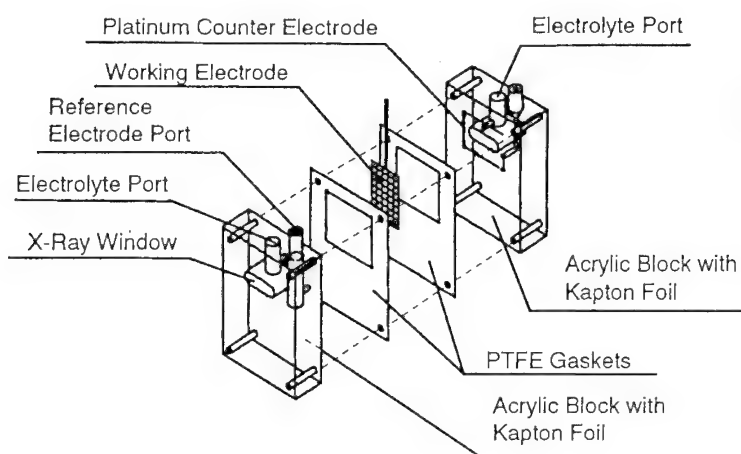 Platinum Counter Electrode
Electrolyte Port
Working Electrode
Reference
Electrode Port
Electrolyte Port
X-Ray Window
Acrylic Block with
Kapton Foil
PTFE Gaskets
Acrylic Block with
Kapton Foil